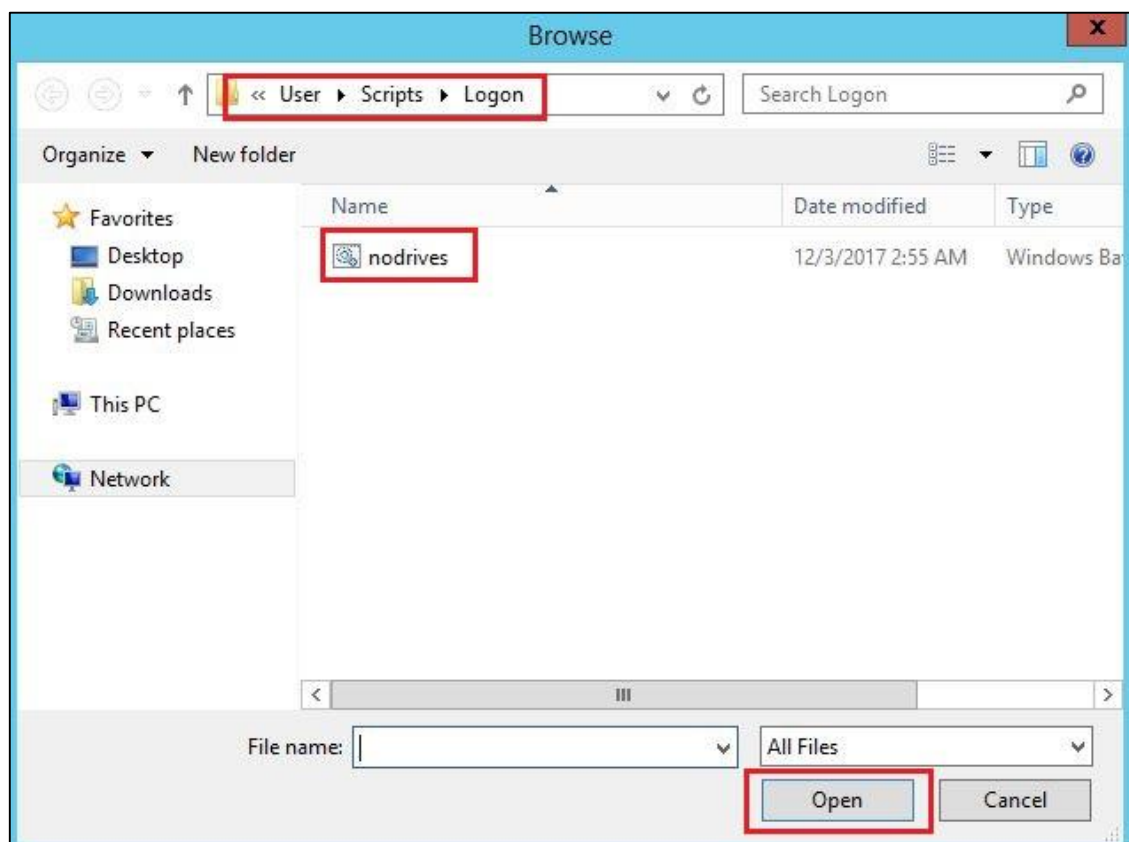 Browse
x
« User ▸ Scripts ▸ Logon
Search Logon
Organize ▾ New folder
Favorites
Desktop
Downloads
Recent places
This PC
Network
Name Date modified Type
nodrives 12/3/2017 2:55 AM Windows Ba
File name: All Files
Open Cancel